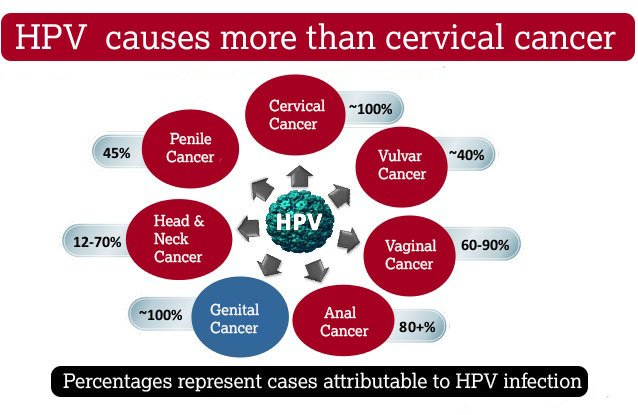 HPV causes more than cervical cancer
Cervical
Cancer
~100%
Vulvar
Cancer
~40%
Vaginal
Cancer
60-90%
Anal
Cancer
80+%
Genital
Cancer
~100%
Head &
Neck
Cancer
12-70%
Penile
Cancer
45%
HPV
Percentages represent cases attributable to HPV infection